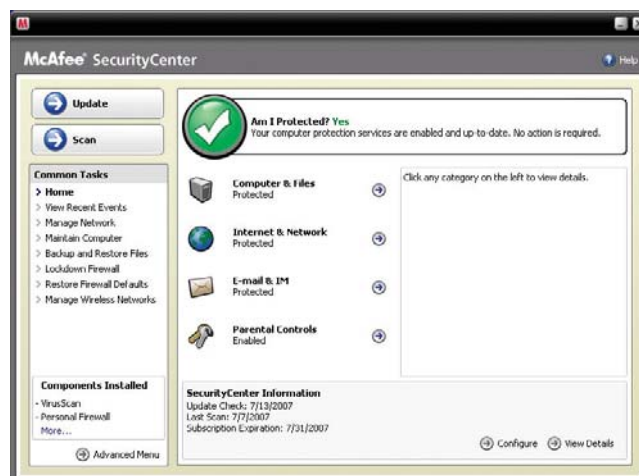 McAfee® SecurityCenter
Help
Update
Scan
Common Tasks
Home
View Recent Events
Manage Network
Maintain Computer
Backup and Restore Files
Lockdown Firewall
Restore Firewall Defaults
Manage Wireless Networks
Components Installed
- VirusScan
- Personal Firewall
More...
Advanced Menu
Am I Protected? Yes
Your computer protection services are enabled and up-to-date. No action is required.
Computer & Files
Protected
Internet & Network
Protected
E-mail & IM
Protected
Parental Controls
Enabled
Click any category on the left to view details.
SecurityCenter Information
Update Check: 7/13/2007
Last Scan: 7/7/2007
Subscription Expiration: 7/31/2007
Configure
View Details